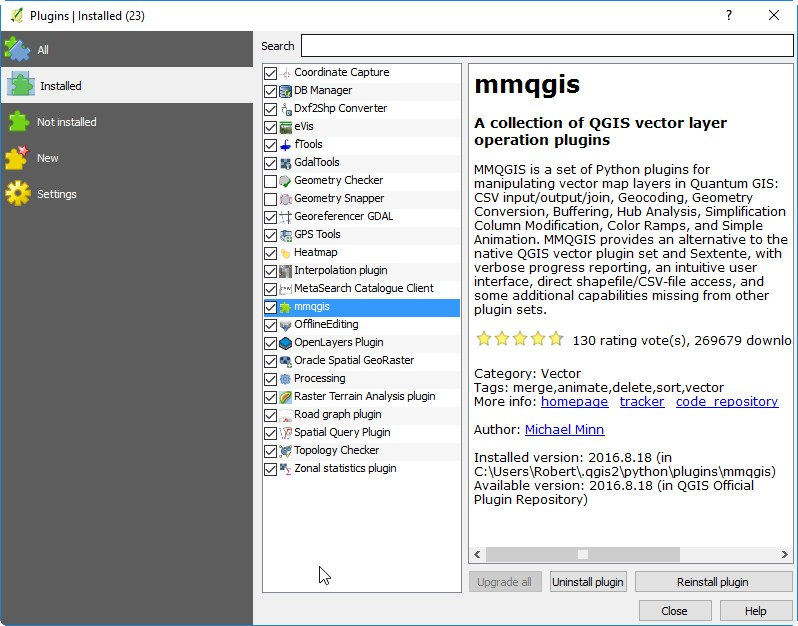 Plugins | Installed (23)
?
All
Installed
Not installed
New
Settings
Search
Coordinate Capture
DB Manager
Dxf2Shp Converter
eVis
fTools
GdalTools
Geometry Checker
Geometry Snapper
Georeferencer GDAL
GPS Tools
Heatmap
Interpolation plugin
MetaSearch Catalogue Client
mmqgis
OfflineEditing
OpenLayers Plugin
Oracle Spatial GeoRaster
Processing
Raster Terrain Analysis plugin
Road graph plugin
Spatial Query Plugin
Topology Checker
Zonal statistics plugin
mmqgis
A collection of QGIS vector layer
operation plugins
MMQGIS is a set of Python plugins for
manipulating vector map layers in Quantum GIS:
CSV input/output/join, Geocoding, Geometry
Conversion, Buffering, Hub Analysis, Simplification
Column Modification, Color Ramps, and Simple
Animation. MMQGIS provides an alternative to the
native QGIS vector plugin set and Sextente, with
verbose progress reporting, an intuitive user
interface, direct shapefile/CSV-file access, and
some additional capabilities missing from other
plugin sets.
130 rating vote(s), 269679 downlo
Category: Vector
Tags: merge,animate,delete,sort,vector
More info: homepage tracker code_repository
Author: Michael Minn
Installed version: 2016.8.18 (in
C:\Users\Robert\.qgis2\python\plugins\mmqgis)
Available version: 2016.8.18 (in QGIS Official
Plugin Repository)
Upgrade all
Uninstall plugin
Reinstall plugin
Close
Help